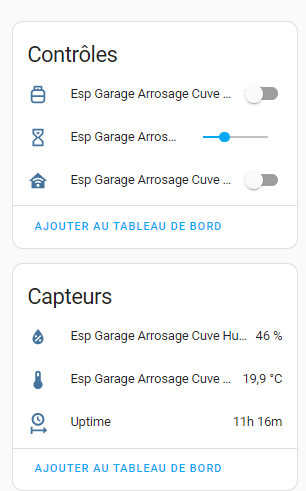 Contrôles
Esp Garage Arrosage Cuve ...
Esp Garage Arros...
Esp Garage Arrosage Cuve ...
AJOUTER AU TABLEAU DE BORD
Capteurs
Esp Garage Arrosage Cuve Hu... 46 %
Esp Garage Arrosage Cuve ... 19,9 °C
Uptime 11h 16m
AJOUTER AU TABLEAU DE BORD